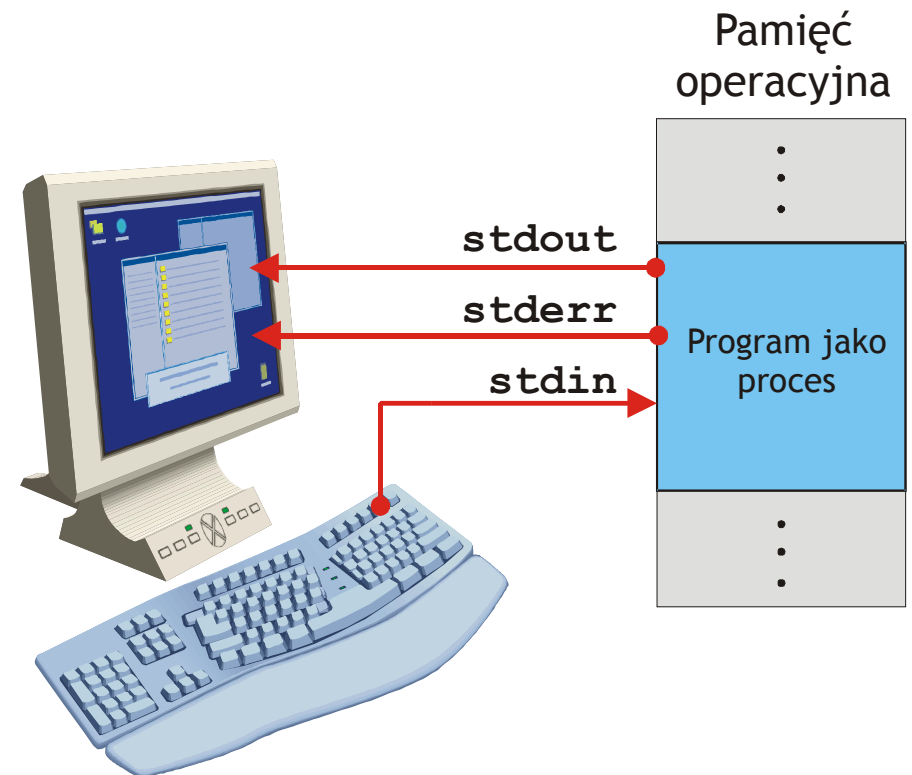 Pamięć
operacyjna
stdout
stderr
stdin
Program jako
proces